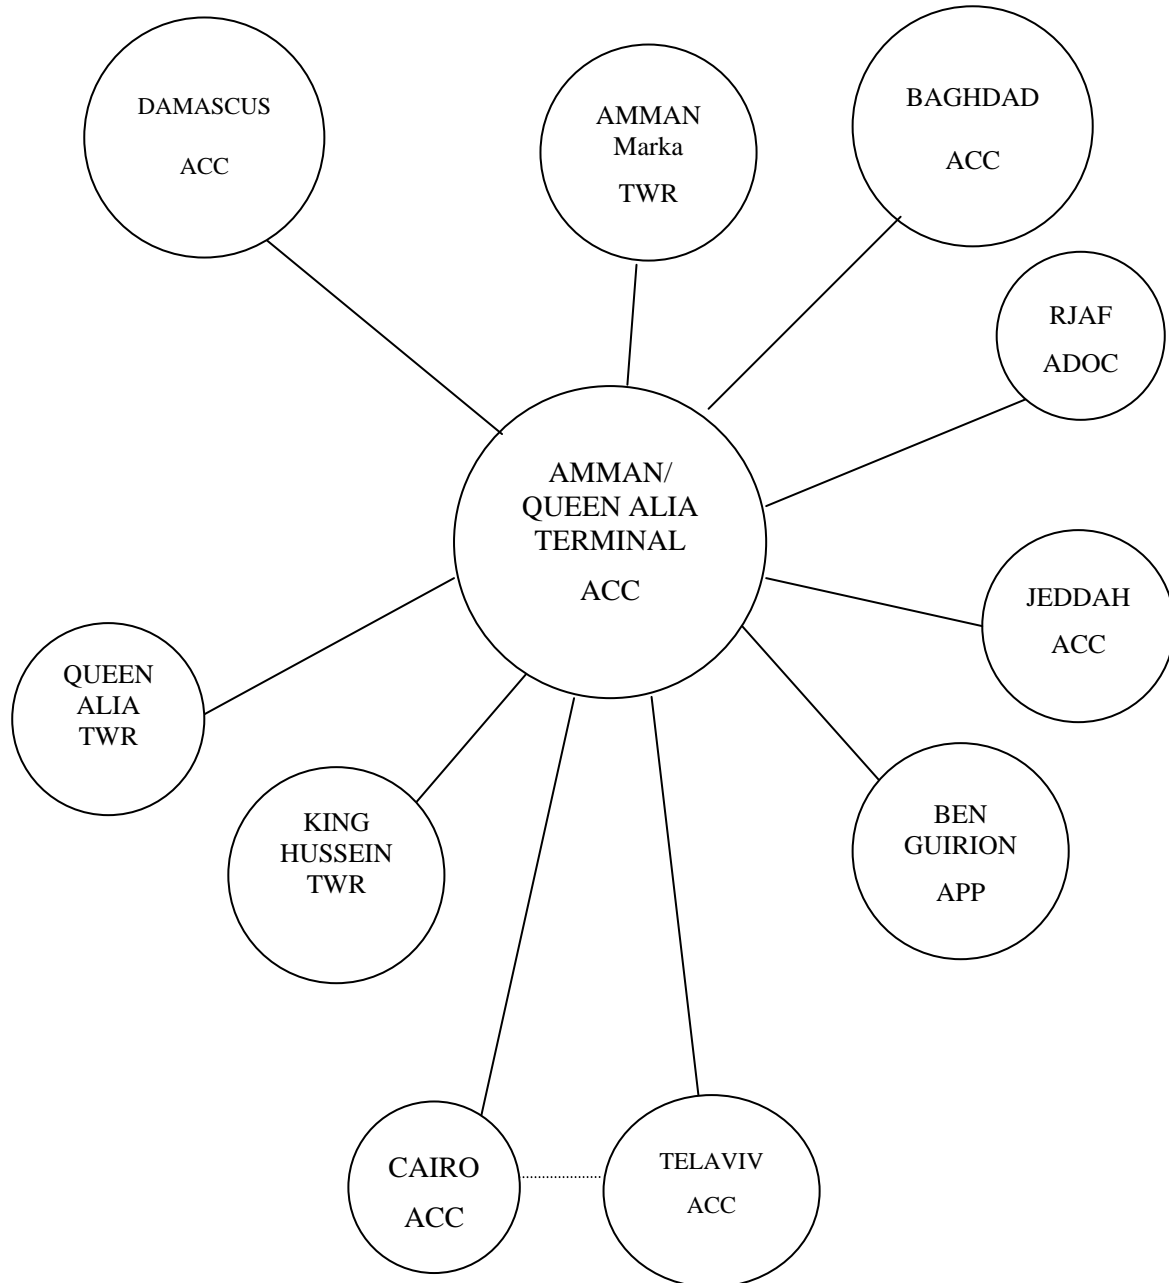 DAMASCUS
ACC
AMMAN
Marka
TWR
BAGHDAD
ACC
RJAF
ADOC
AMMAN/
QUEEN ALIA
TERMINAL
ACC
JEDDAH
ACC
QUEEN
ALIA
TWR
KING
HUSSEIN
TWR
BEN
GUIRION
APP
CAIRO
ACC
TELAVIV
ACC